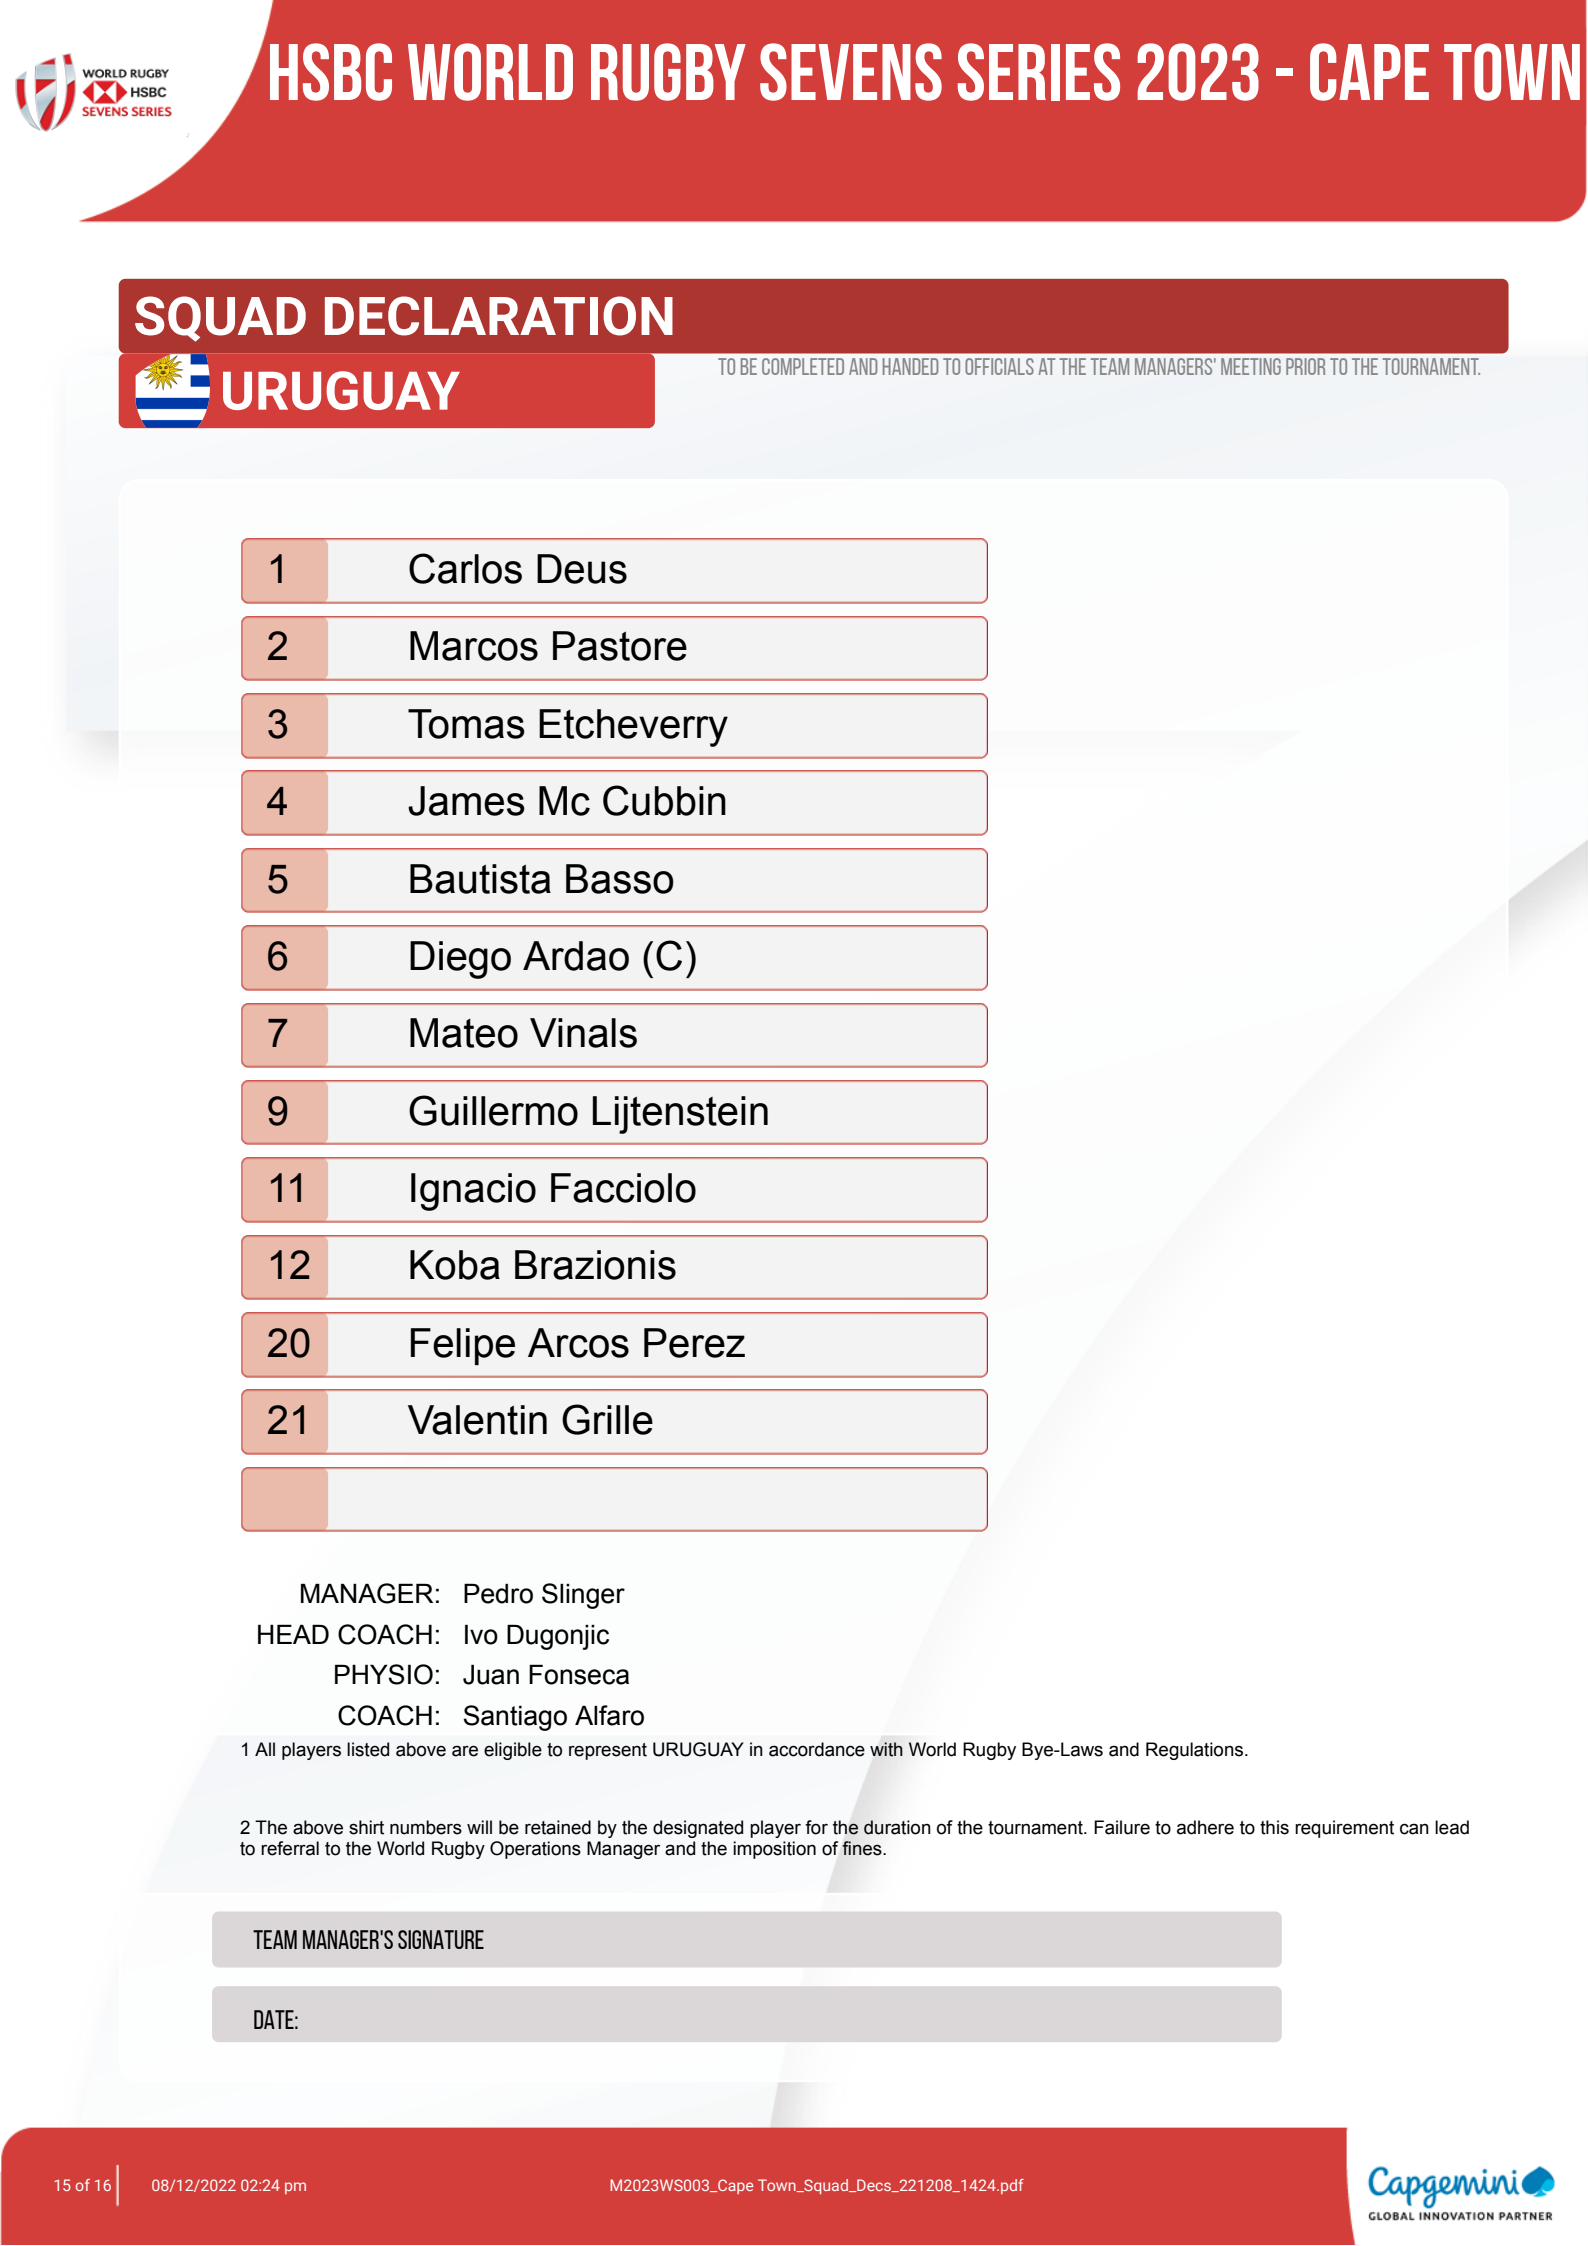 WORLD RUGBY
HSBC
SEVENS SERIES
HSBC WORLD RUGBY SEVENS SERIES 2023 - CAPE TOWN
SQUAD DECLARATION
URUGUAY
TO BE COMPLETED AND HANDED TO OFFICIALS AT THE TEAM MANAGERS' MEETING PRIOR TO THE TOURNAMENT.
1 Carlos Deus
2 Marcos Pastore
3 Tomas Etcheverry
4 James Mc Cubbin
5 Bautista Basso
6 Diego Ardao (C)
7 Mateo Vinals
9 Guillermo Lijtenstein
11 Ignacio Facciolo
12 Koba Brazionis
20 Felipe Arcos Perez
21 Valentin Grille
MANAGER: Pedro Slinger
HEAD COACH: Ivo Dugonjic
PHYSIO: Juan Fonseca
COACH: Santiago Alfaro
1 All players listed above are eligible to represent URUGUAY in accordance with World Rugby Bye-Laws and Regulations.
2 The above shirt numbers will be retained by the designated player for the duration of the tournament. Failure to adhere to this requirement can lead
to referral to the World Rugby Operations Manager and the imposition of fines.
TEAM MANAGER'S SIGNATURE
DATE:
15 of 16 08/12/2022 02:24 pm M2023WS003_Cape Town_Squad_Decs_221208_1424.pdf
Capgemini
GLOBAL INNOVATION PARTNER